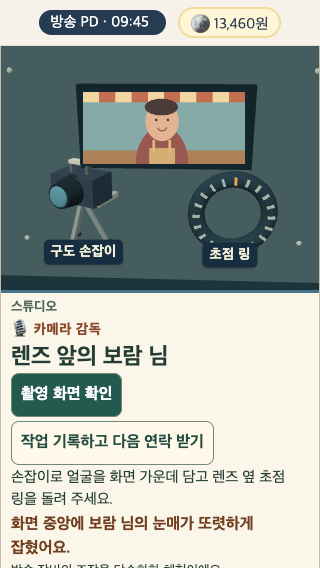 방송 PD · 09:45
13,460원
구도 손잡이
초점 링
스튜디오
카메라 감독
렌즈 앞의 보람 님
촬영 화면 확인
작업 기록하고 다음 연락 받기
손잡이로 얼굴을 화면 가운데 담고 렌즈 옆 초점
링을 돌려 주세요.
화면 중앙에 보람 님의 눈매가 또렷하게
잡혔어요.